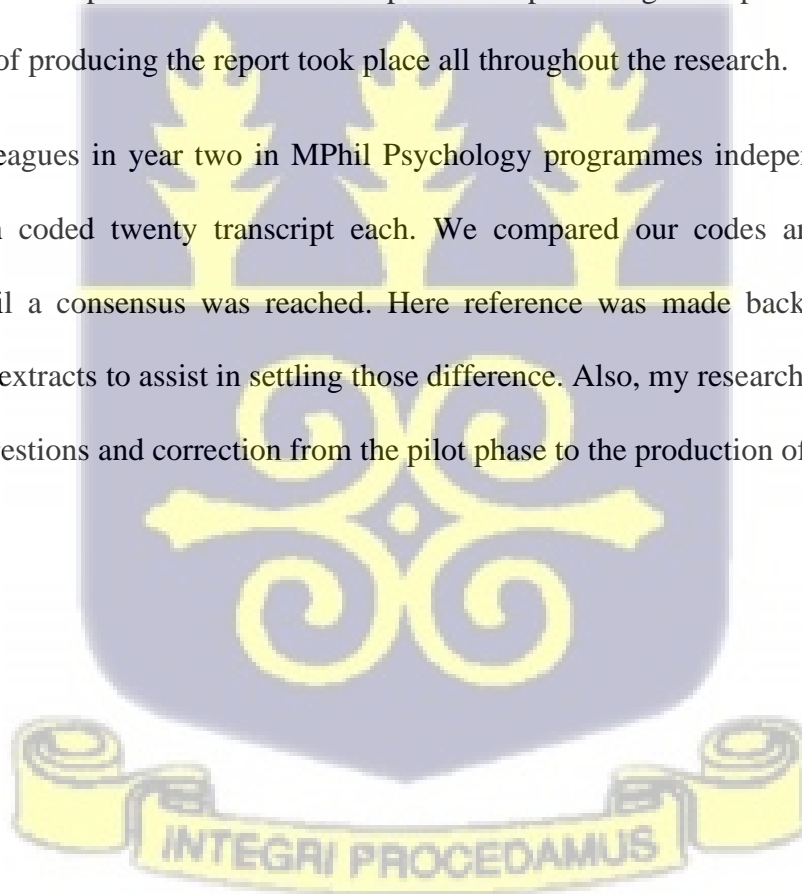 of producing the report took place all throughout the research.
eagues in year two in MPhil Psychology programmes indepen
coded twenty transcript each. We compared our codes an
il a consensus was reached. Here reference was made back
extracts to assist in settling those difference. Also, my research
estions and correction from the pilot phase to the production of
INTEGRI PROCEDAMUS